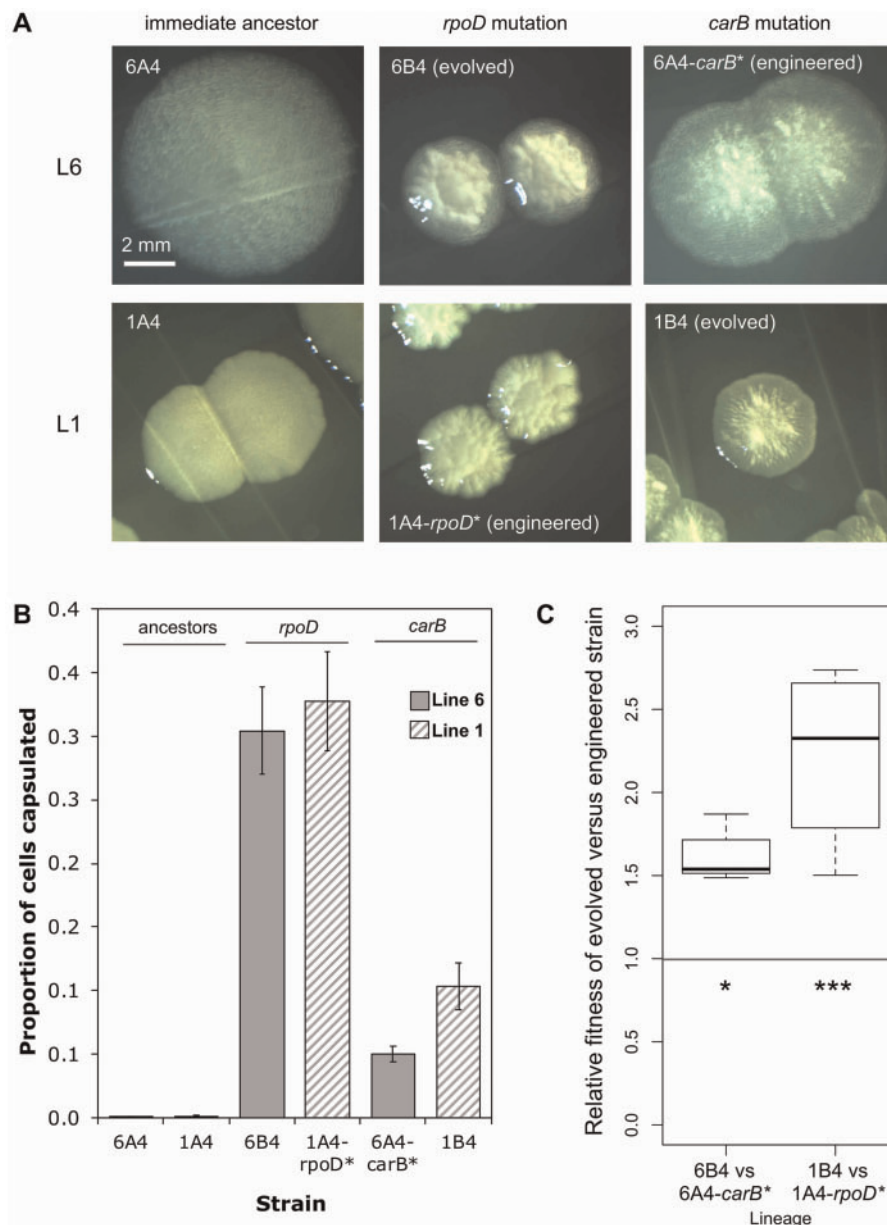 A
immediate ancestor
rpoD mutation
carB mutation
L6
6A4
2 mm
6B4 (evolved)
6A4-carB* (engineered)
L1
1A4
1A4-rpoD* (engineered)
1B4 (evolved)
B
Proportion of cells capsulated
0.4
0.4
0.3
0.3
0.2
0.2
0.1
0.1
0.0
ancestors
rpoD
carB
Line 6
Line 1
6A4
1A4
6B4
1A4-
rpoD*
6A4-
carB*
1B4
Strain
C
Relative fitness of evolved versus engineered strain
3.0
2.5
2.0
1.5
1.0
0.5
0.0
*
***
6B4 vs
6A4-carB*
1B4 vs
1A4-rpoD*
Lineage